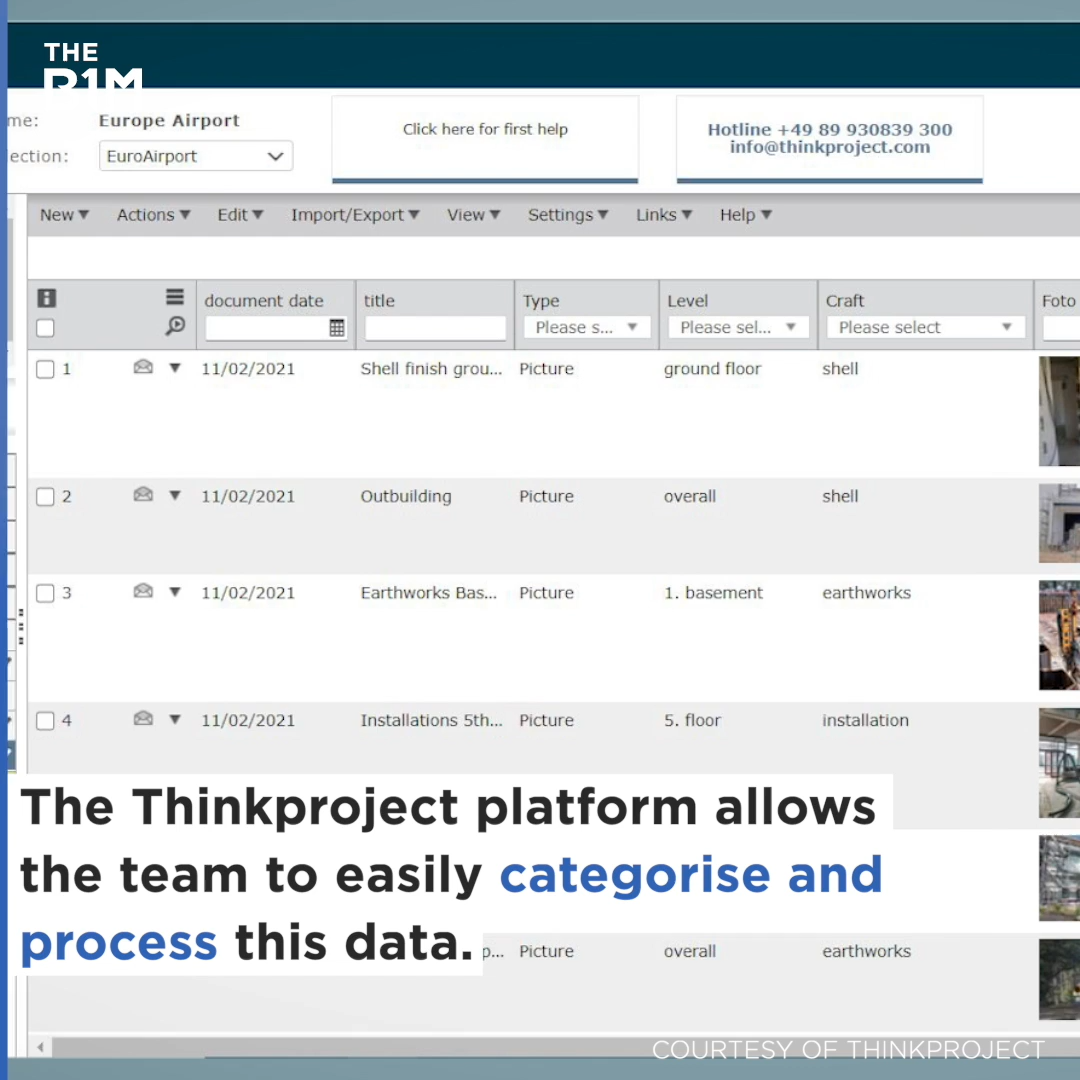 THE
B1M
me: Europe Airport
ection: EuroAirport
Click here for first help
Hotline +49 89 930839 300
info@thinkproject.com
New Actions Edit Import/Export View Settings Links Help
document date title Type Level Craft Foto
Please s... Please sel... Please select
1 11/02/2021 Shell finish grou... Picture ground floor shell
2 11/02/2021 Outbuilding Picture overall shell
3 11/02/2021 Earthworks Bas... Picture 1. basement earthworks
4 11/02/2021 Installations 5th... Picture 5. floor installation
The Thinkproject platform allows
the team to easily categorise and
process this data.
p... Picture overall earthworks
COURTESY OF THINKPROJECT